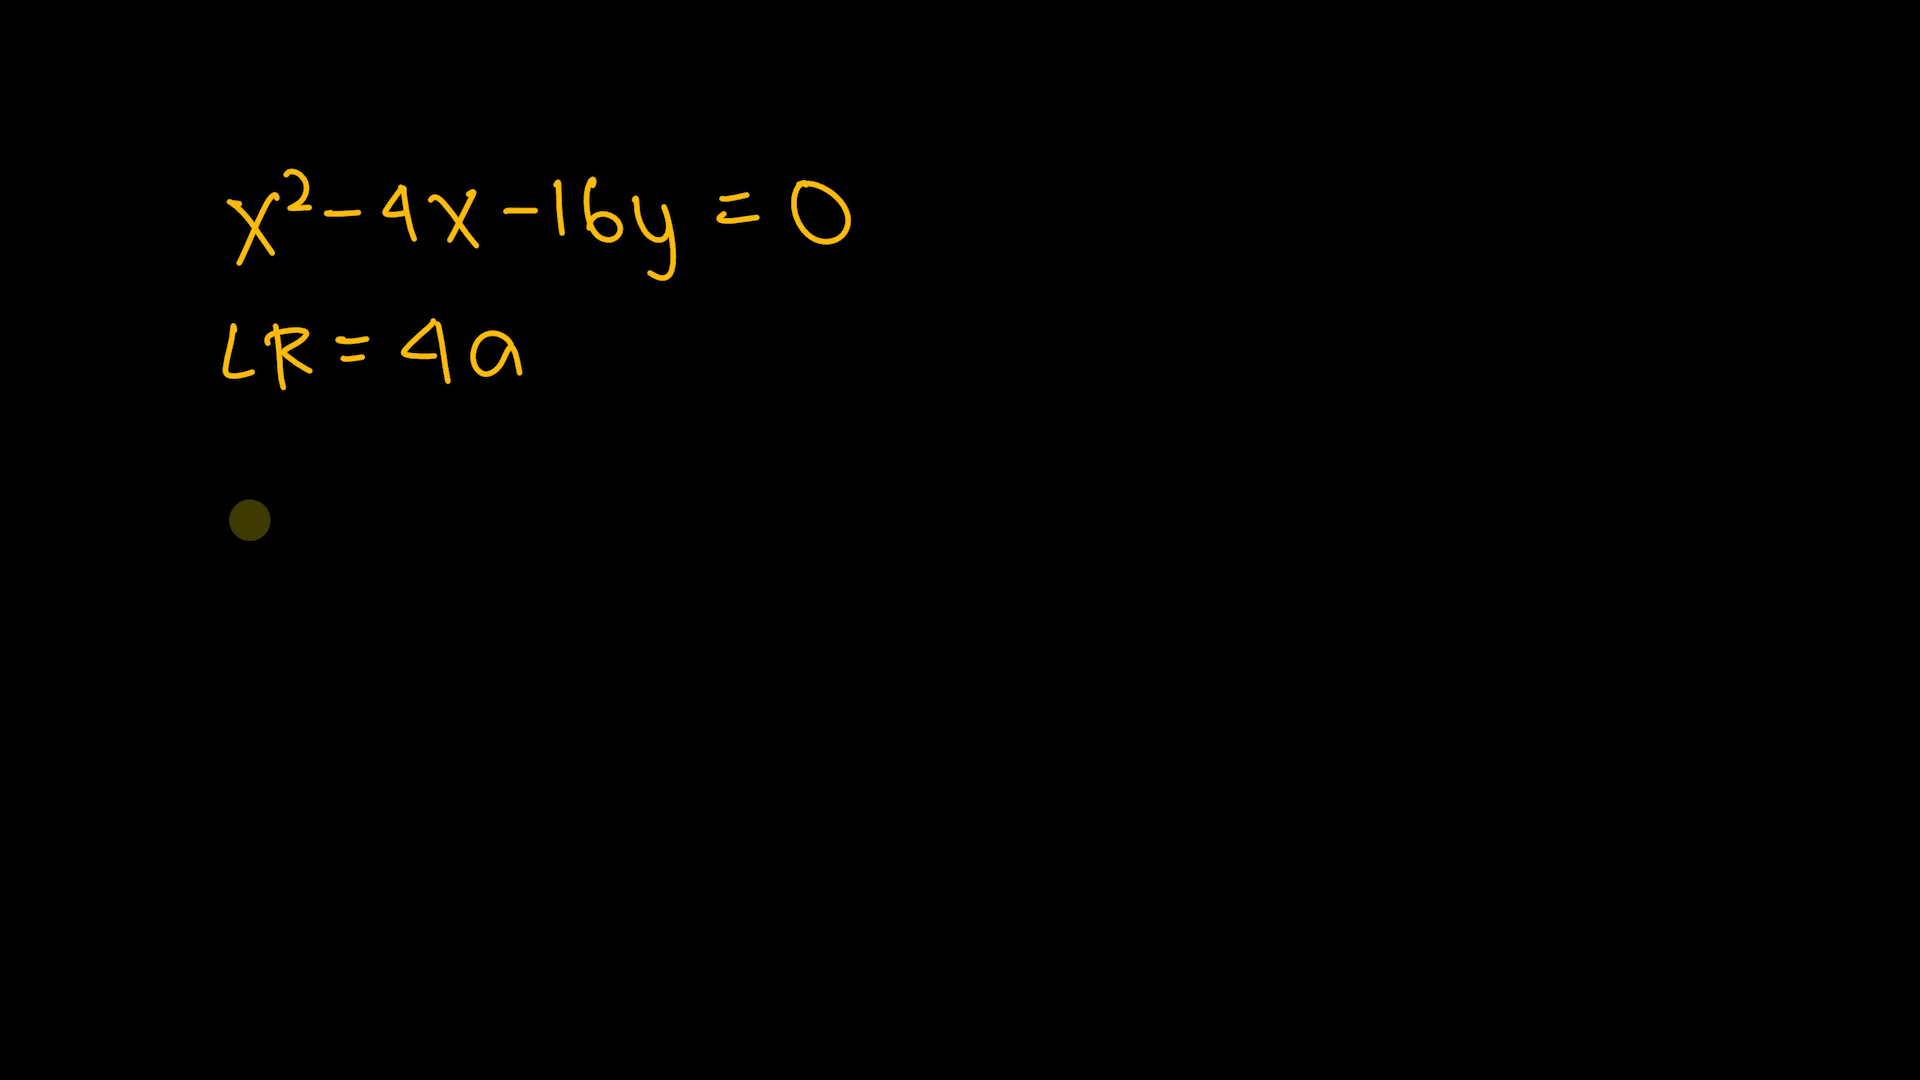 x² - 4x - 16y = 0
LR = 4a